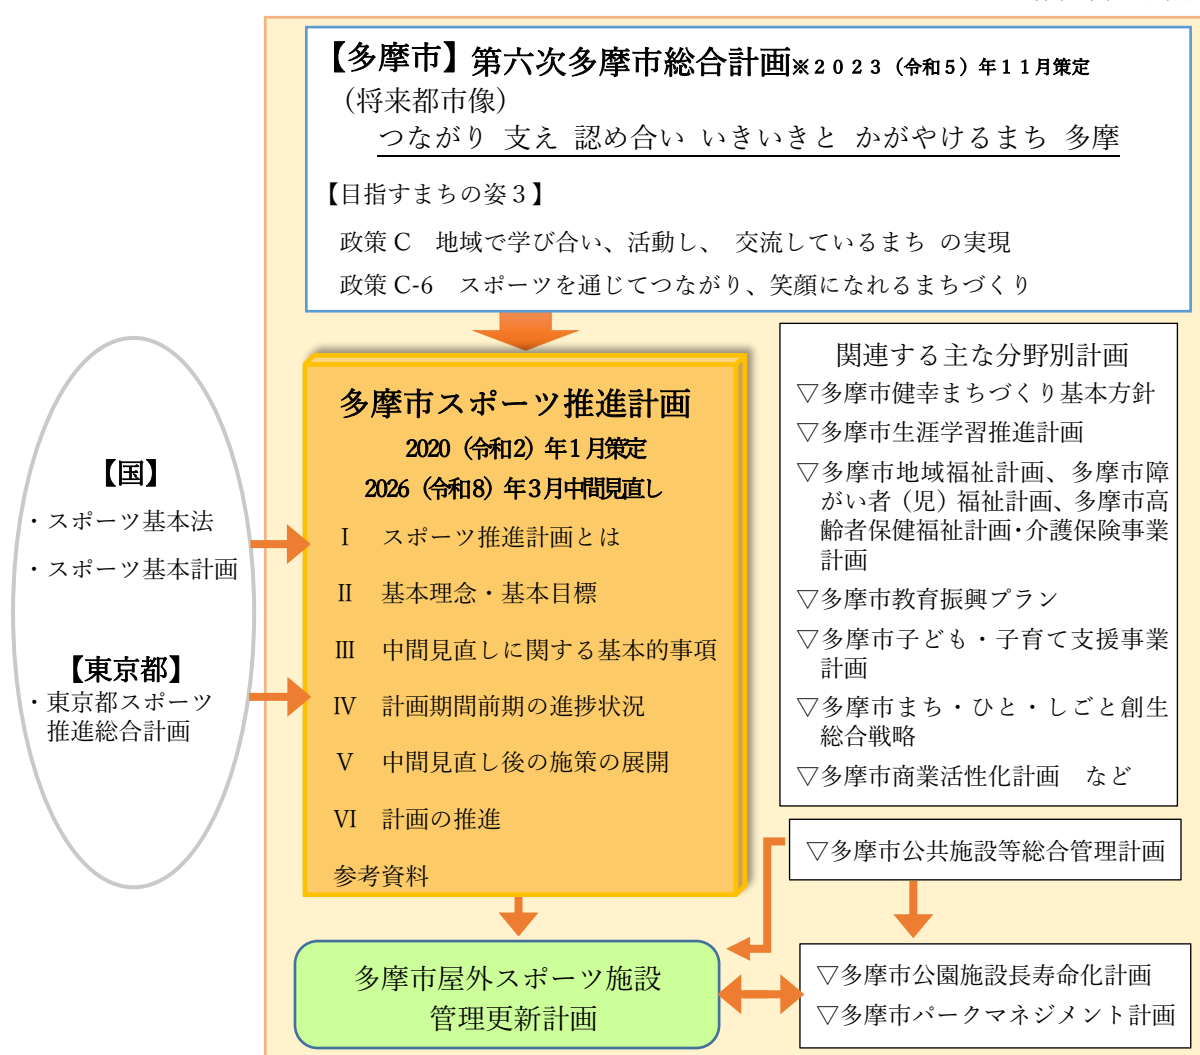 【多摩市】第六次多摩市総合計画※2023（令和5）年11月策定
（将来都市像）
つながり 支え 認め合い いきいきと かがやけるまち 多摩
【目指すまちの姿３】
政策 C　地域で学び合い、活動し、 交流しているまち の実現
政策 C-6　スポーツを通じてつながり、笑顔になれるまちづくり
【国】
・スポーツ基本法
・スポーツ基本計画
【東京都】
・東京都スポーツ
推進総合計画
多摩市スポーツ推進計画
2020（令和2）年1月策定
2026（令和8）年3月中間見直し
Ⅰ　スポーツ推進計画とは
Ⅱ　基本理念・基本目標
Ⅲ　中間見直しに関する基本的事項
Ⅳ　計画期間前期の進捗状況
Ⅴ　中間見直し後の施策の展開
Ⅵ　計画の推進
参考資料
関連する主な分野別計画
▽多摩市健幸まちづくり基本方針
▽多摩市生涯学習推進計画
▽多摩市地域福祉計画、多摩市障
がい者（児）福祉計画、多摩市高
齢者保健福祉計画・介護保険事業
計画
▽多摩市教育振興プラン
▽多摩市子ども・子育て支援事業
計画
▽多摩市まち・ひと・しごと創生
総合戦略
▽多摩市商業活性化計画　など
▽多摩市公共施設等総合管理計画
多摩市屋外スポーツ施設
管理更新計画
▽多摩市公園施設長寿命化計画
▽多摩市パークマネジメント計画